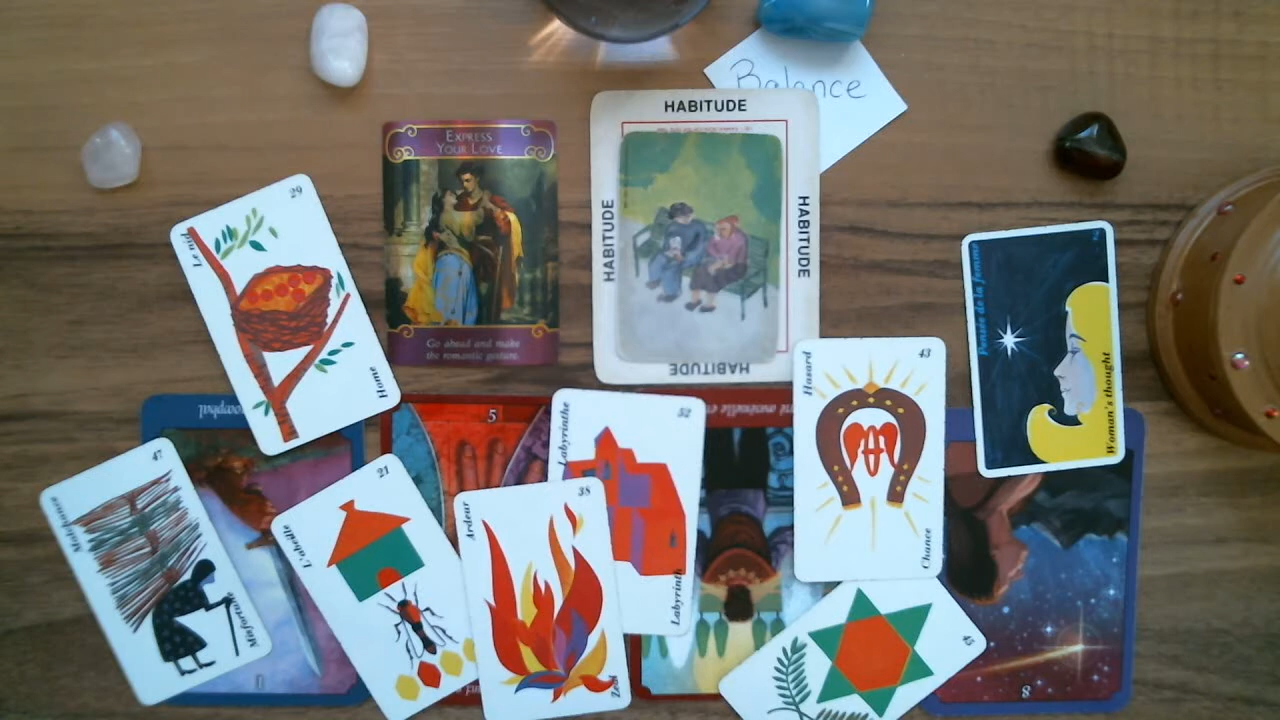 Balance
HABITUDE
EXPRESS
YOUR LOVE
HABITUDE
HABITUDE
29
Le nid
Home
Go ahead and make
the romantic gesture.
HABITUDE
Pensée de la femme
Woman's thought
43
Hasard
Chance
5
52
Labyrinthe
Labyrinth
47
Malchance
Misfortune
21
L'abeille
38
Ardeur
Zeal
8